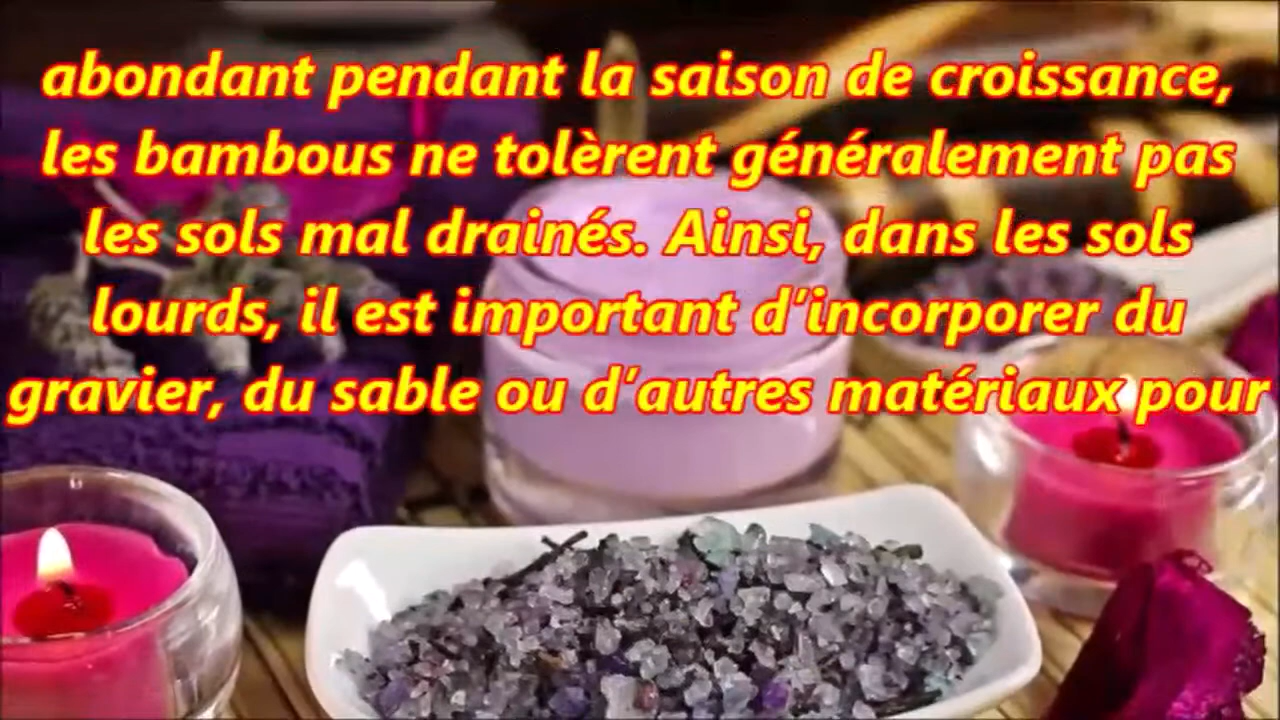 abondant pendant la saison de croissance,
les bambous ne tolèrent généralement pas
les sols mal drainés. Ainsi, dans les sols
lourds, il est important d’incorporer du
gravier, du sable ou d’autres matériaux pour